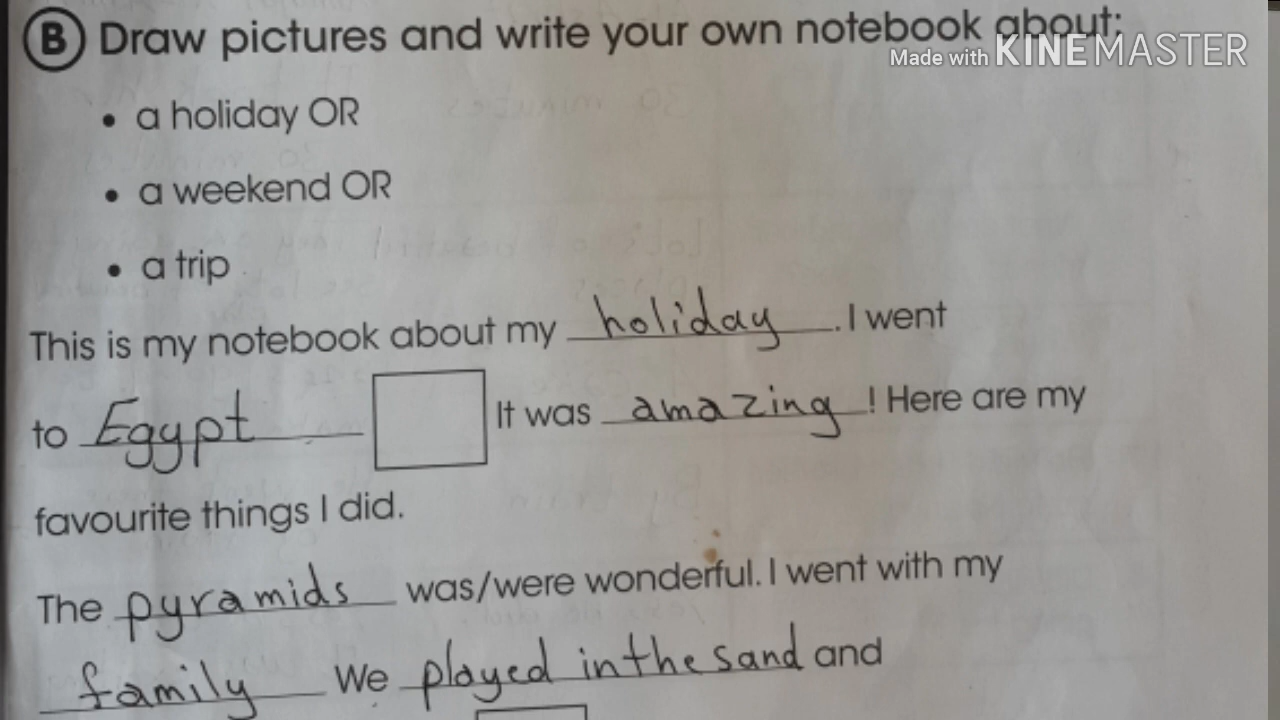 B Draw pictures and write your own notebook about:
Made with KINEMASTER
• a holiday OR
• a weekend OR
• a trip
This is my notebook about my holiday. I went
to Egypt It was amazing! Here are my
favourite things I did.
The pyramids was/were wonderful. I went with my
family We played in the sand and